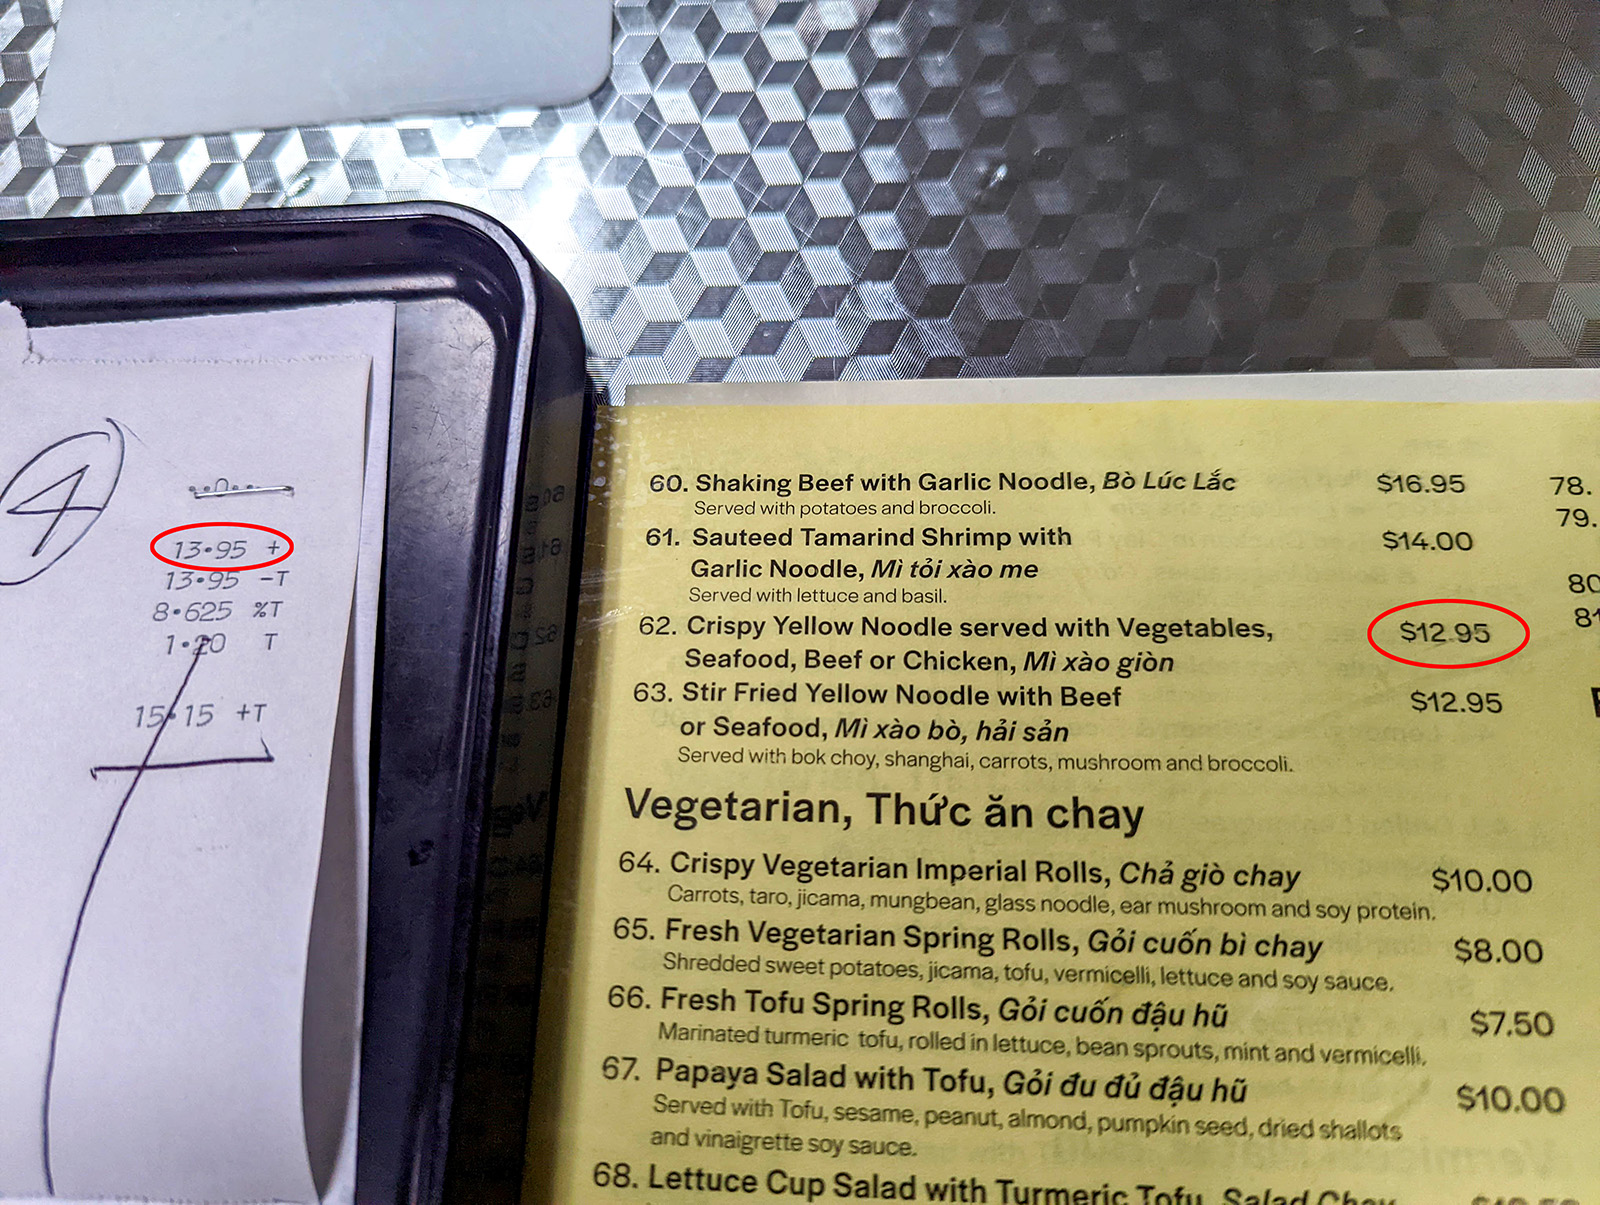 4
13.95 +
13.95 -T
8.625 %T
1.20 T
15.15 +T
60. Shaking Beef with Garlic Noodle, Bò Lúc Lắc $16.95
Served with potatoes and broccoli.
61. Sauteed Tamarind Shrimp with $14.00
Garlic Noodle, Mì tỏi xào me
Served with lettuce and basil.
62. Crispy Yellow Noodle served with Vegetables, $12.95
Seafood, Beef or Chicken, Mì xào giòn
63. Stir Fried Yellow Noodle with Beef $12.95
or Seafood, Mì xào bò, hải sản
Served with bok choy, shanghai, carrots, mushroom and broccoli.
Vegetarian, Thức ăn chay
64. Crispy Vegetarian Imperial Rolls, Chả giò chay $10.00
Carrots, taro, jicama, mungbean, glass noodle, ear mushroom and soy protein.
65. Fresh Vegetarian Spring Rolls, Gỏi cuốn bì chay $8.00
Shredded sweet potatoes, jicama, tofu, vermicelli, lettuce and soy sauce.
66. Fresh Tofu Spring Rolls, Gỏi cuốn đậu hũ $7.50
Marinated turmeric tofu, rolled in lettuce, bean sprouts, mint and vermicelli.
67. Papaya Salad with Tofu, Gỏi đu đủ đậu hũ $10.00
Served with Tofu, sesame, peanut, almond, pumpkin seed, dried shallots
and vinaigrette soy sauce.
68. Lettuce Cup Salad with Turmeric Tofu, Salad Chay
78.
79.
80
81